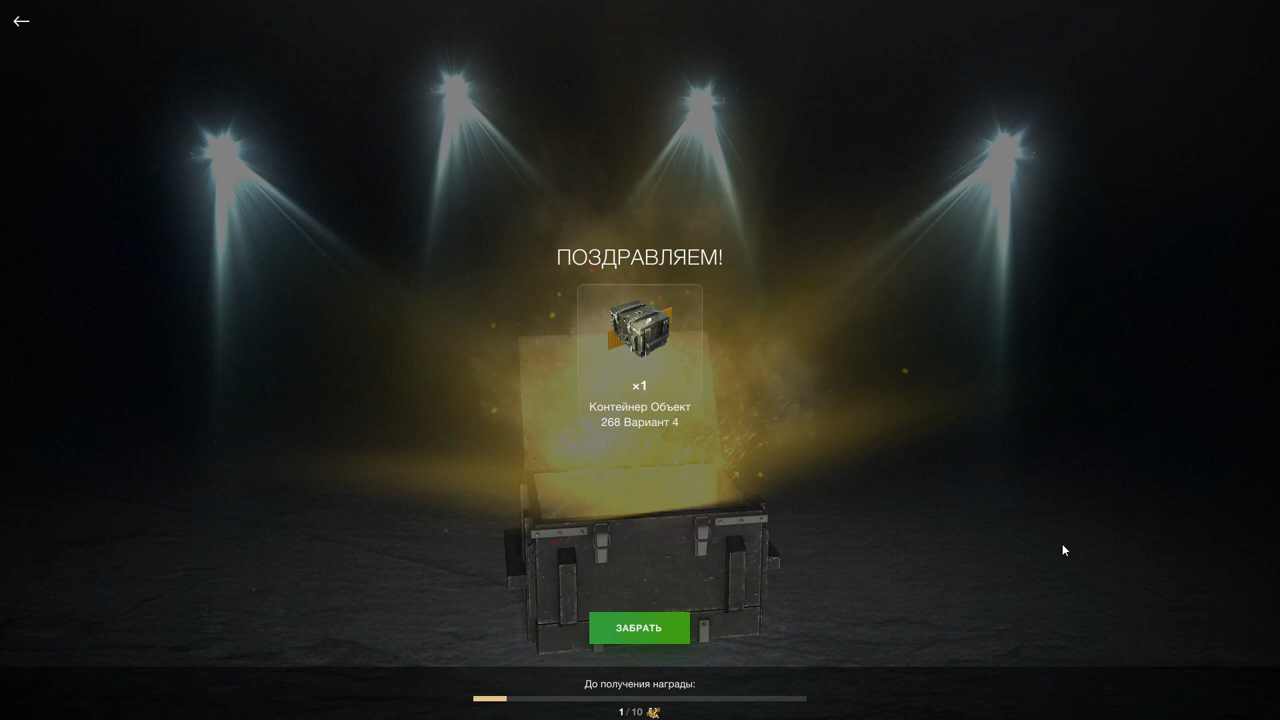 ПОЗДРАВЛЯЕМ!
×1
Контейнер Объект
268 Вариант 4
ЗАБРАТЬ
До получения награды:
1 / 10